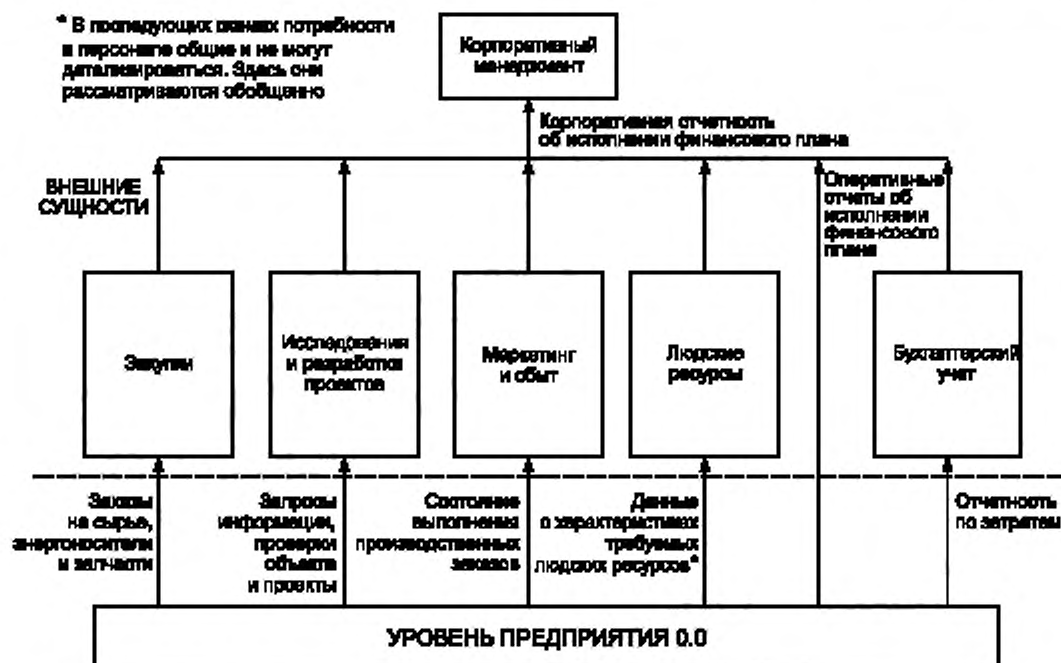 * В последующих схемах потребности
в персонале общие и не могут
детализироваться. Здесь они
рассматриваются обобщенно
Корпоративный
менеджмент
Корпоративная отчетность
об исполнении финансового плана
ВНЕШНИЕ
СУЩНОСТИ
Оперативные
отчеты об
исполнении
финансового
плана
Закупки
Исследования
и разработка
проектов
Маркетинг
и сбыт
Людские
ресурсы
Бухгалтерский
учет
Заказы
на сырье,
энергоносители
и запчасти
Запросы
информации,
проверки
объекта
и проекты
Состояние
выполнения
производственных
заказов
Данные
о характеристиках
требуемых
людских ресурсов*
Отчетность
по затратам
УРОВЕНЬ ПРЕДПРИЯТИЯ 0.0